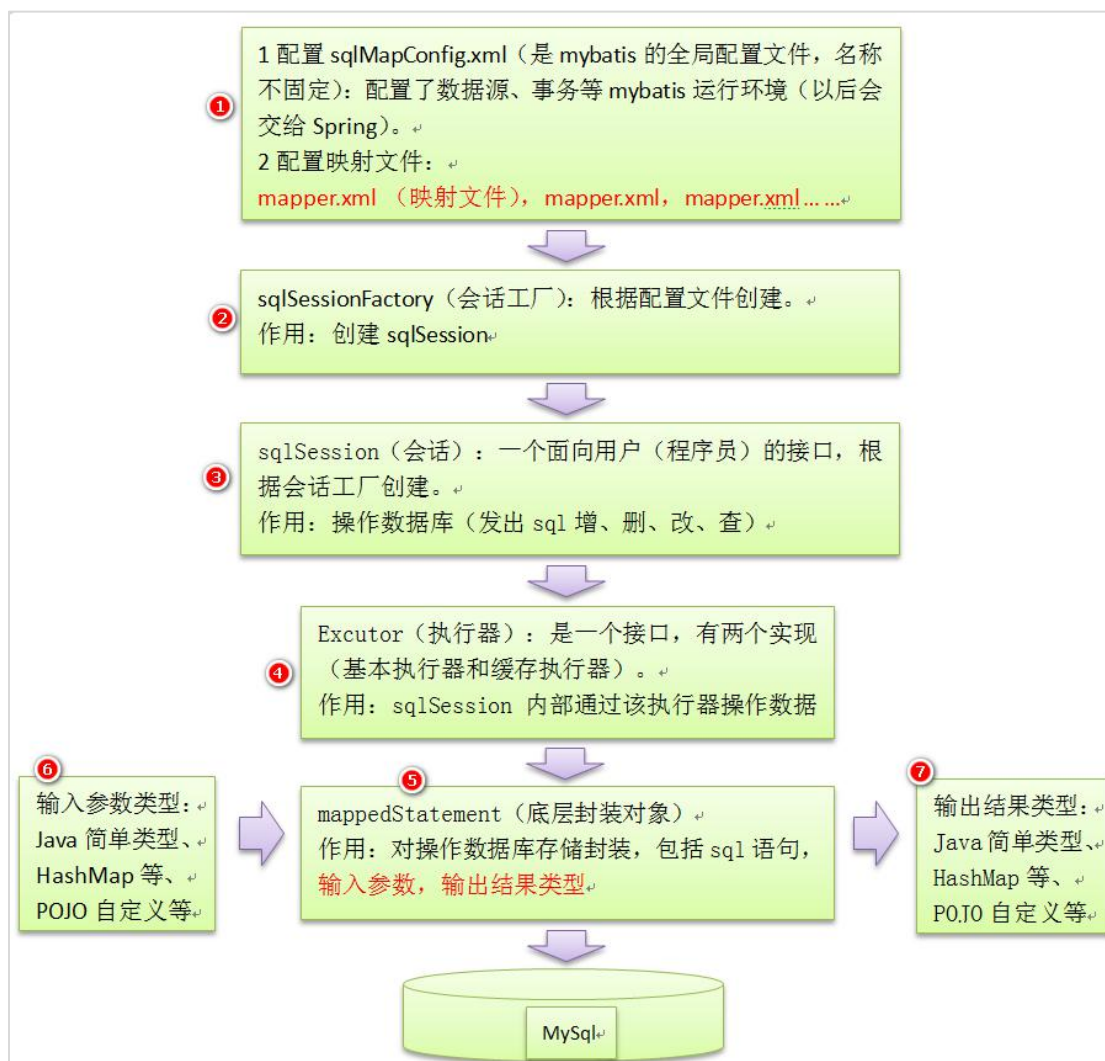 1 配置 sqlMapConfig.xml（是 mybatis 的全局配置文件，名称
不固定）：配置了数据源、事务等 mybatis 运行环境（以后会
交给 Spring）。
2 配置映射文件：
mapper.xml （映射文件），mapper.xml， mapper.xml... ...
1
sqlSessionFactory（会话工厂）：根据配置文件创建。
作用：创建 sqlSession
2
sqlSession（会话）：一个面向用户（程序员）的接口，根
据会话工厂创建。
作用：操作数据库（发出 sql 增、删、改、查）
3
Excutor（执行器）：是一个接口，有两个实现
（基本执行器和缓存执行器）。
作用：sqlSession 内部通过该执行器操作数据
4
6
输入参数类型：
Java 简单类型、
HashMap 等、
POJO 自定义等
5
mappedStatement（底层封装对象）
作用：对操作数据库存储封装，包括 sql 语句，
输入参数，输出结果类型
7
输出结果类型：
Java 简单类型、
HashMap 等、
POJO 自定义等
MySql